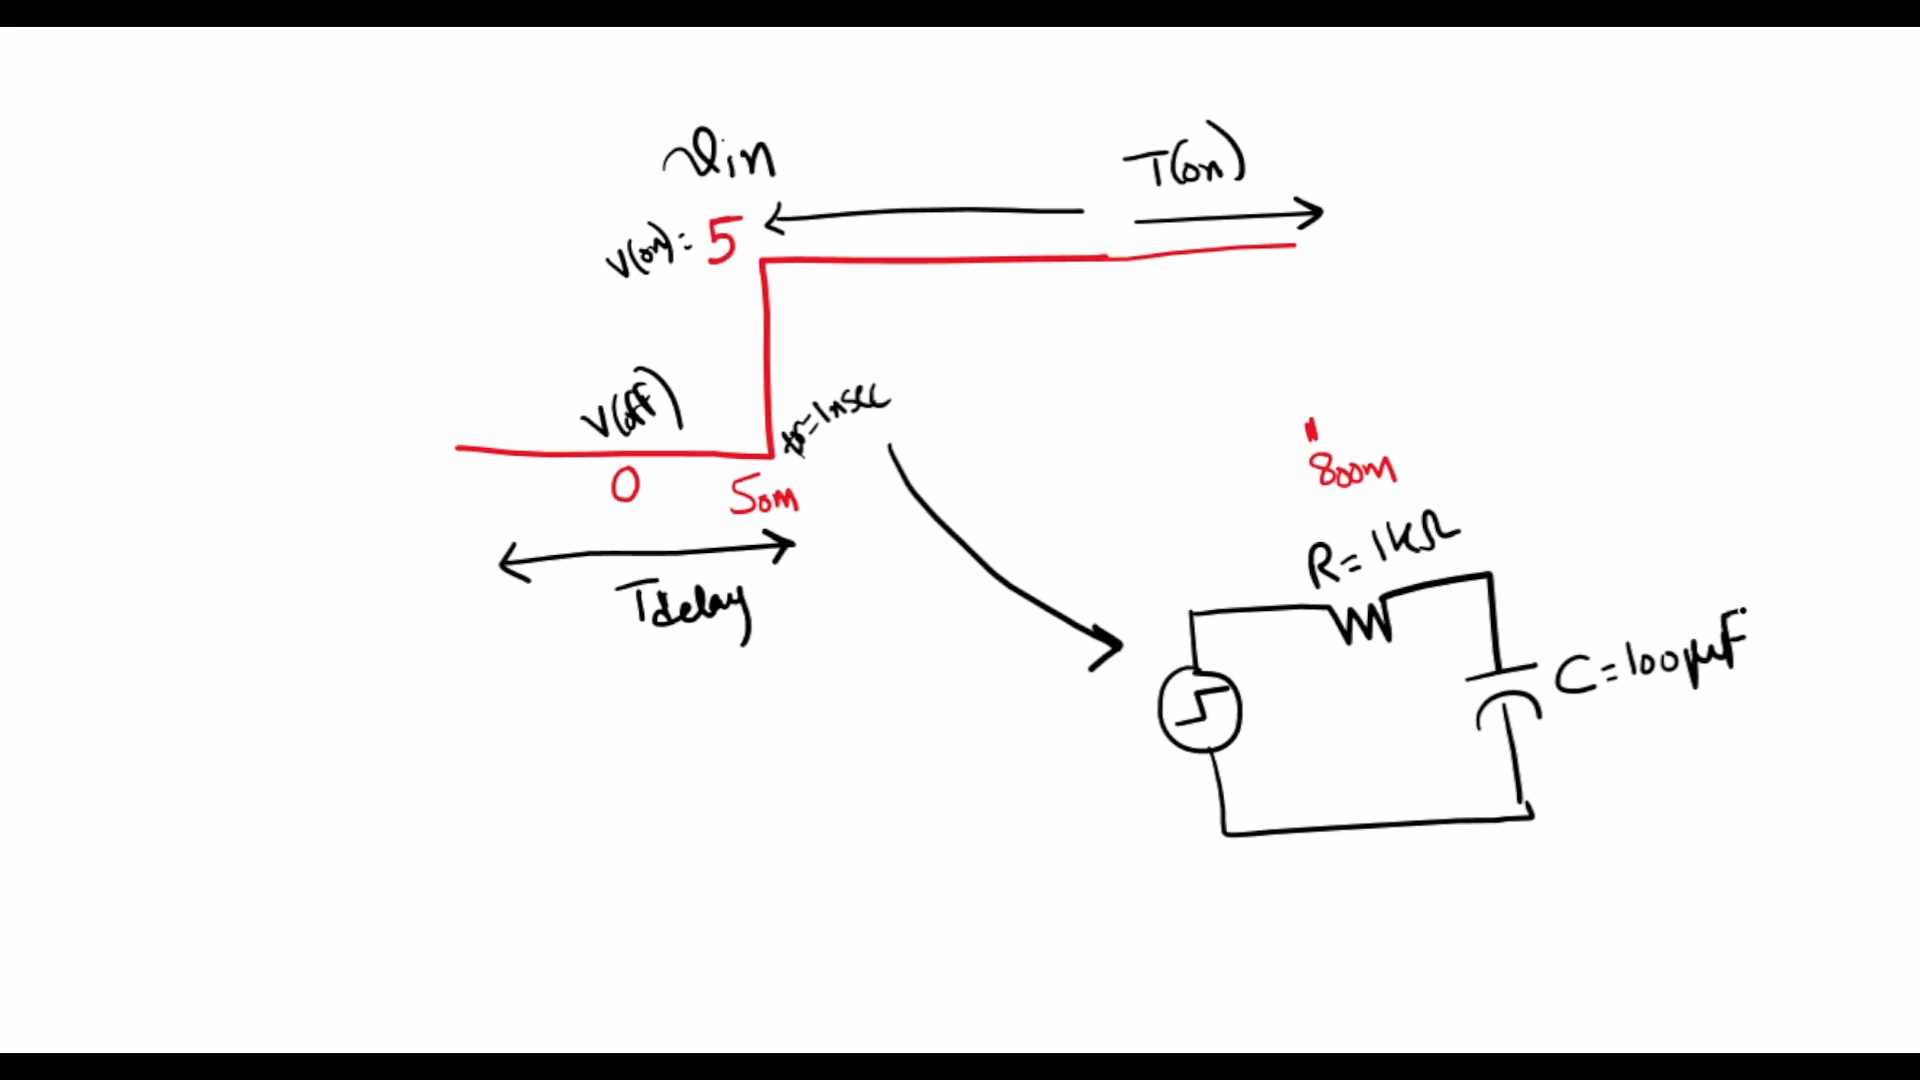 Vin
T(on)
V(on) = 5
V(off)
tr=1nsec
0
50m
800m
Tdelay
R=1kΩ
C=100μF